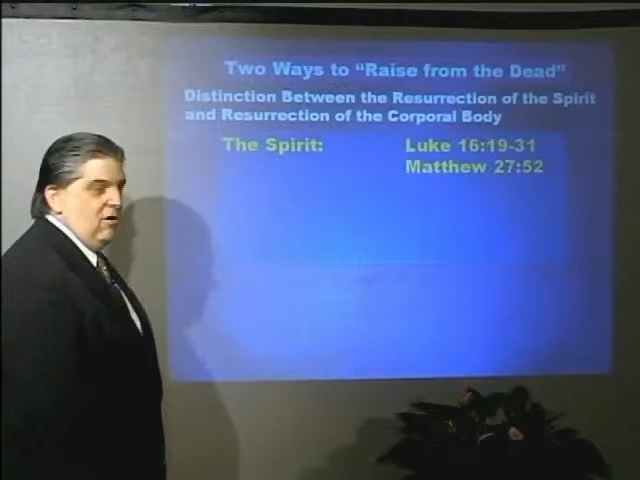 Two Ways to "Raise from the Dead"
Distinction Between the Resurrection of the Spirit
and Resurrection of the Corporal Body
The Spirit: Luke 16:19-31
Matthew 27:52